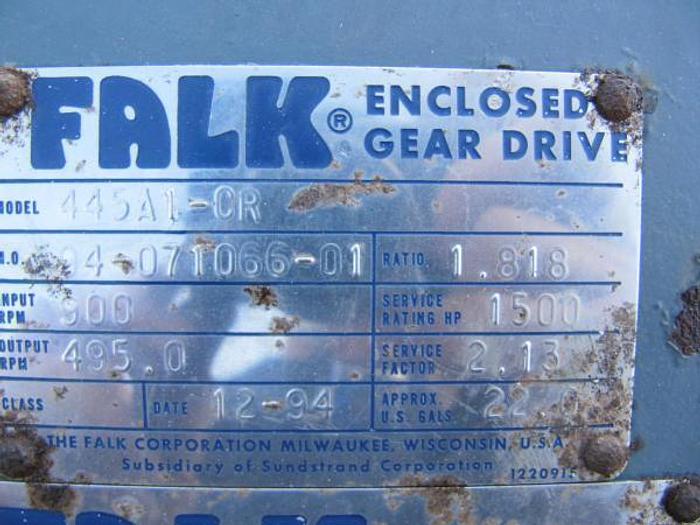 FALK® ENCLOSED
GEAR DRIVE
MODEL 445A1-CR
M.O. 04-071066-01 RATIO. 1.818
INPUT RPM 900 SERVICE RATING HP 1500
OUTPUT RPM 495.0 SERVICE FACTOR 2.13
CLASS DATE 12-94 APPROX. U.S. GALS. 22.
THE FALK CORPORATION MILWAUKEE, WISCONSIN, U.S.A.
Subsidiary of Sundstrand Corporation
122091